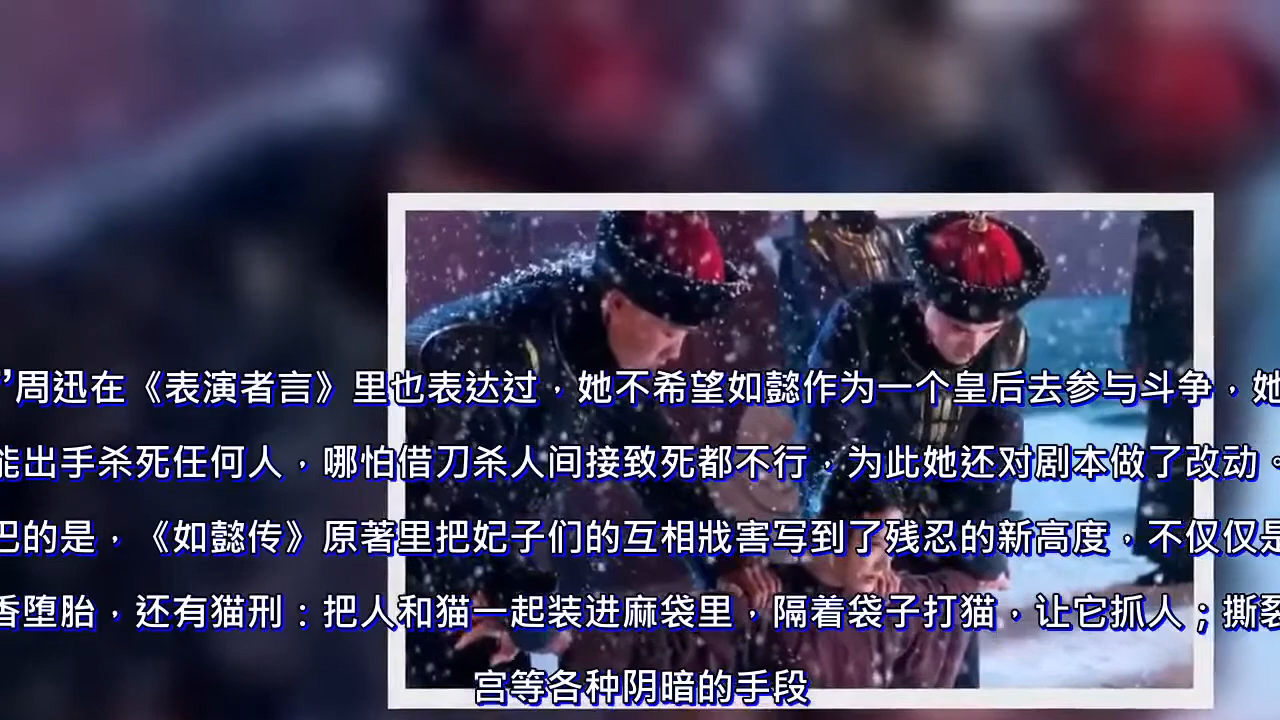 ”周迅在《表演者言》里也表达过，她不希望如懿作为一个皇后去参与斗争，她
能出手杀死任何人，哪怕借刀杀人间接致死都不行，为此她还对剧本做了改动。
巴的是，《如懿传》原著里把妃子们的互相戕害写到了残忍的新高度，不仅仅是
香堕胎，还有猫刑：把人和猫一起装进麻袋里，隔着袋子打猫，让它抓人；撕裂
宫等各种阴暗的手段